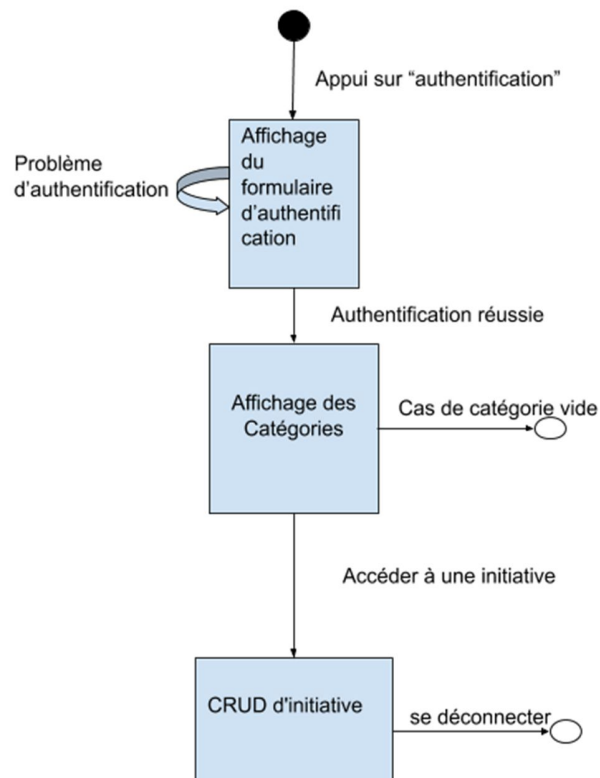 Appui sur “authentification”
Affichage
du
formulaire
d’authentifi
cation
Problème
d’authentification
Authentification réussie
Affichage des
Catégories
Cas de catégorie vide
Accéder à une initiative
CRUD d'initiative
se déconnecter